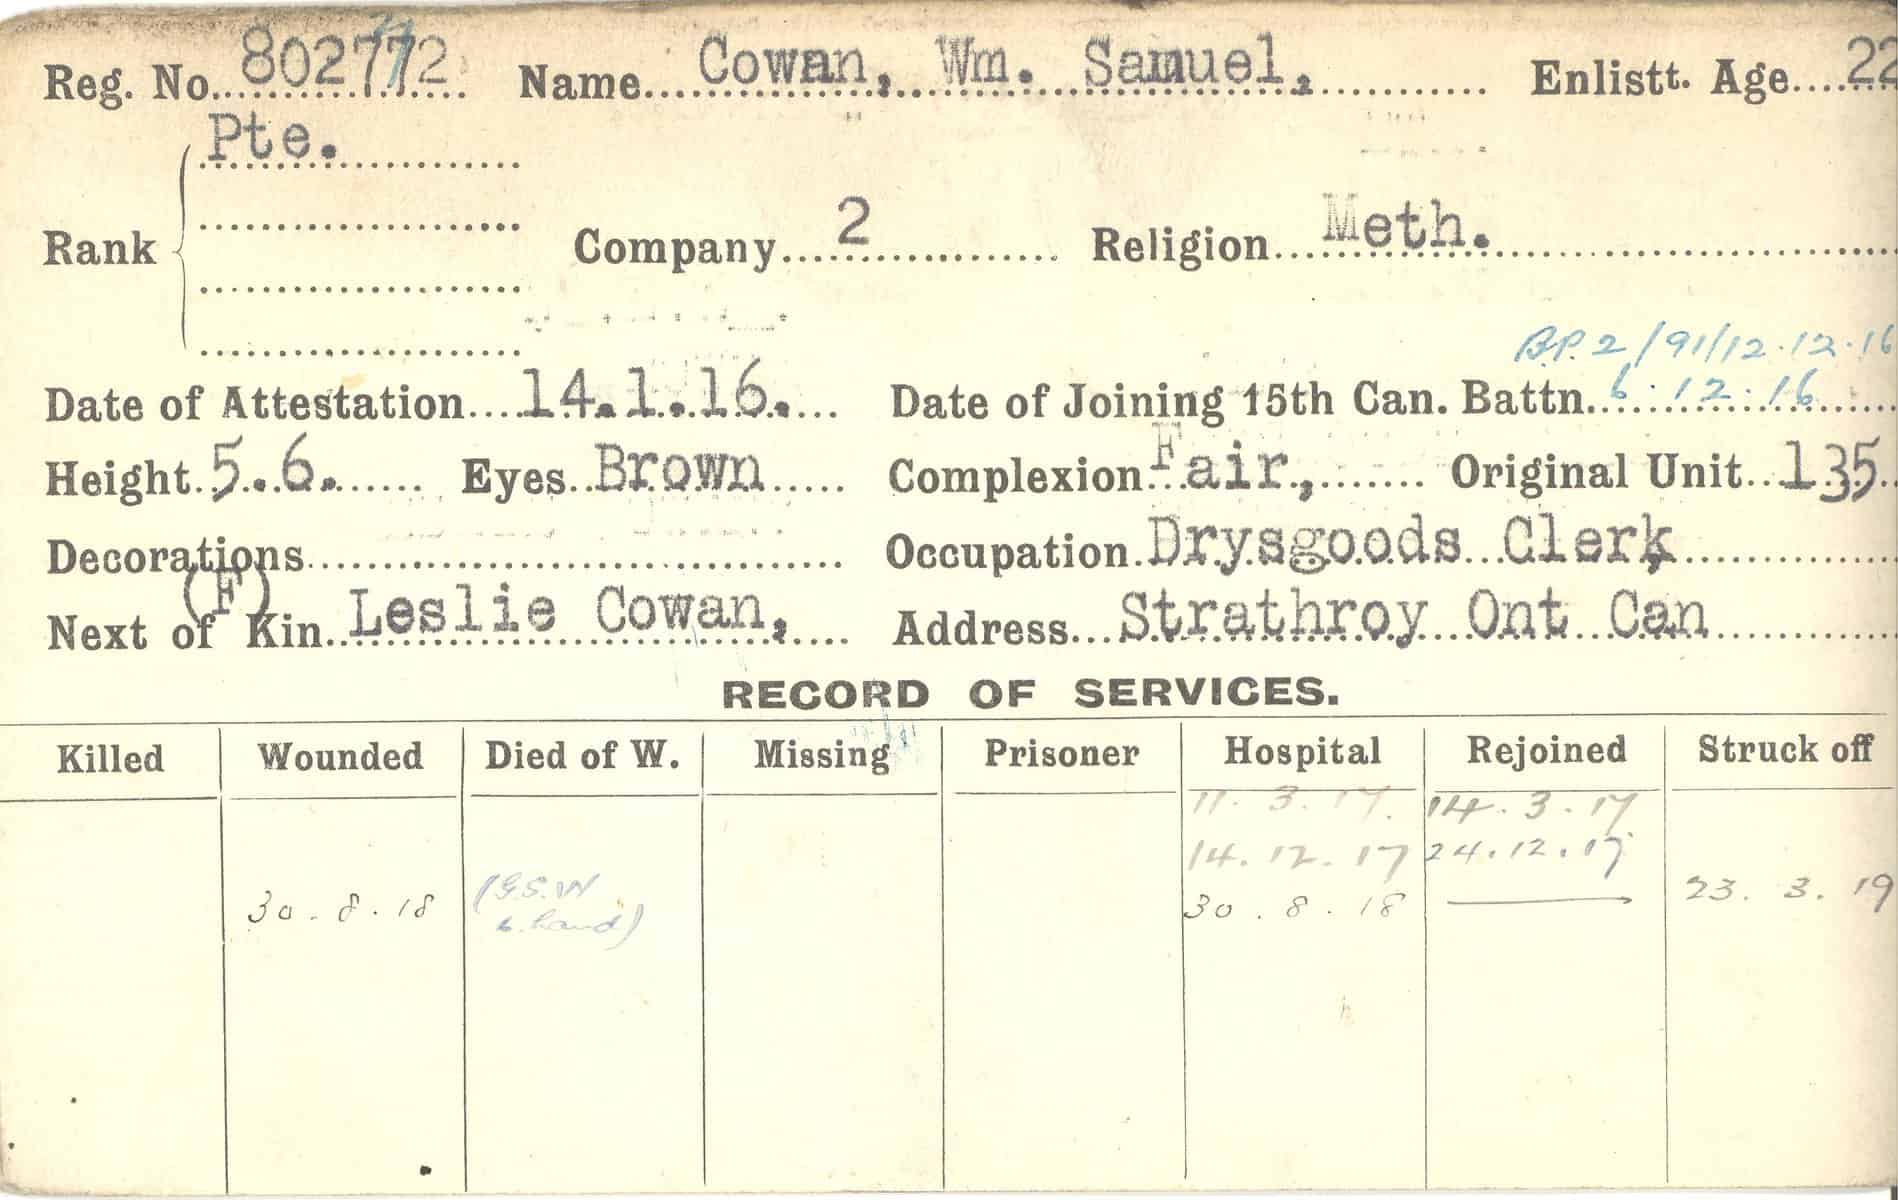 Reg. No. 802772 Name Cowan, Wm. Samuel, Enlistt. Age 22
Pte.
Rank Company 2 Religion Meth.
B.P. 2/91/12.12.16
Date of Attestation 14.1.16. Date of Joining 15th Can. Battn. 6.12.16
Height 5.6. Eyes Brown Complexion Fair, Original Unit 135
Decorations Occupation Drysgoods Clerk,
(F)
Next of Kin Leslie Cowan, Address Strathroy Ont Can
RECORD OF SERVICES.
Killed Wounded Died of W. Missing Prisoner Hospital Rejoined Struck off
11.3.17. 14.3.17
14.12.17 24.12.17
30.8.18 (G.S.W 30.8.18 23.3.19
hand)